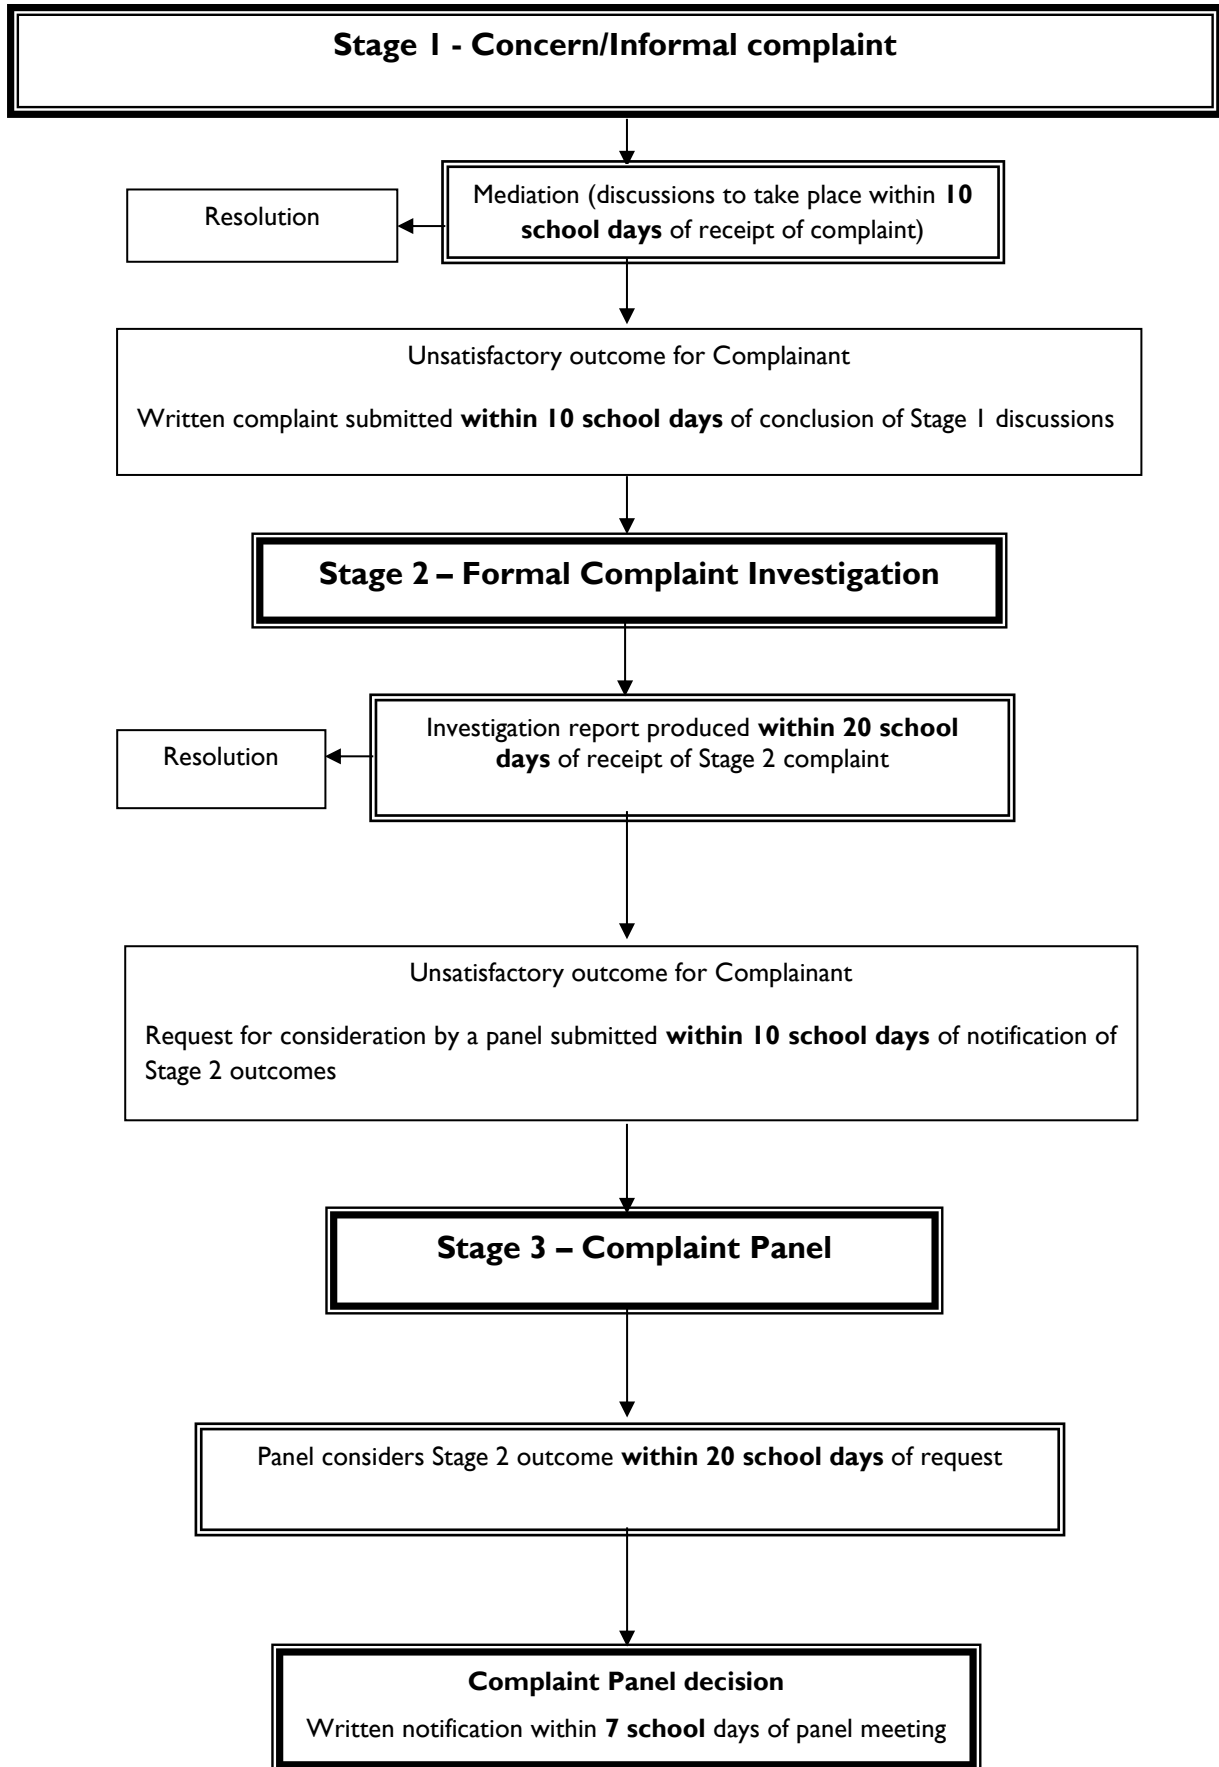 Stage 1 - Concern/Informal complaint
Mediation (discussions to take place within 10
school days of receipt of complaint)
Resolution
Unsatisfactory outcome for Complainant
Written complaint submitted within 10 school days of conclusion of Stage 1 discussions
Stage 2 – Formal Complaint Investigation
Investigation report produced within 20 school
days of receipt of Stage 2 complaint
Resolution
Unsatisfactory outcome for Complainant
Request for consideration by a panel submitted within 10 school days of notification of
Stage 2 outcomes
Stage 3 – Complaint Panel
Panel considers Stage 2 outcome within 20 school days of request
Complaint Panel decision
Written notification within 7 school days of panel meeting